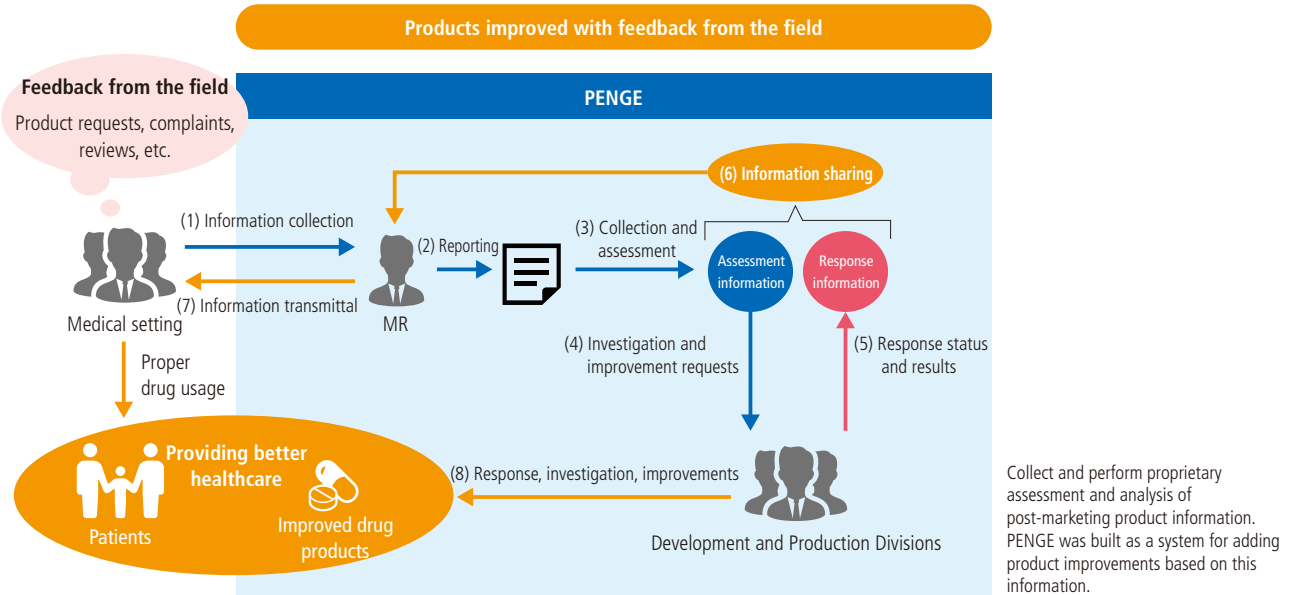 Products improved with feedback from the field
Feedback from the field
Product requests, complaints,
reviews, etc.
PENGE
(6) Information sharing
(1) Information collection
(2) Reporting
(3) Collection and
assessment
Assessment
information
Response
information
(7) Information transmittal
Medical setting
MR
(4) Investigation and
improvement requests
(5) Response status
and results
Proper
drug usage
Providing better
healthcare
Patients
Improved drug
products
(8) Response, investigation, improvements
Development and Production Divisions
Collect and perform proprietary
assessment and analysis of
post-marketing product information.
PENGE was built as a system for adding
product improvements based on this
information.